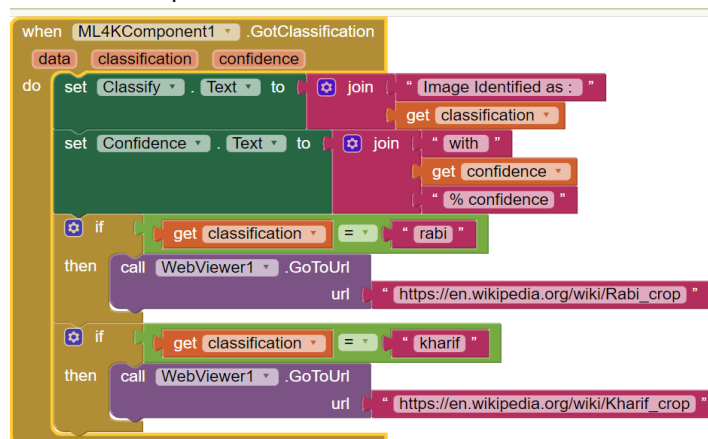 when ML4KComponent1 .GotClassification
data classification confidence
do set Classify . Text to join " Image Identified as : "
get classification
set Confidence . Text to join " with "
get confidence
" % confidence "
if get classification = " rabi "
then call WebViewer1 .GoToUrl
url " https://en.wikipedia.org/wiki/Rabi_crop "
if get classification = " kharif "
then call WebViewer1 .GoToUrl
url " https://en.wikipedia.org/wiki/Kharif_crop "